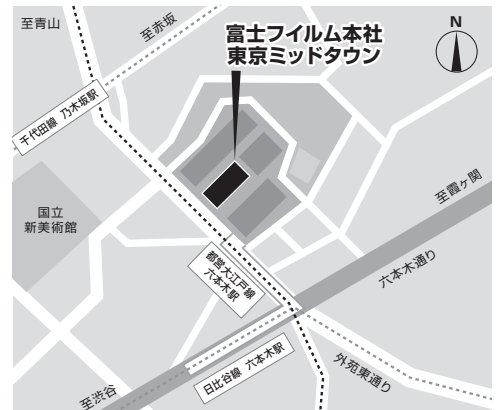 至青山
至赤坂
富士フイルム本社
東京ミッドタウン
N
千代田線 乃木坂駅
国立
新美術館
至霞ヶ関
六本木通り
都営大江戸線
六本木駅
日比谷線 六本木駅
外苑東通り
至渋谷